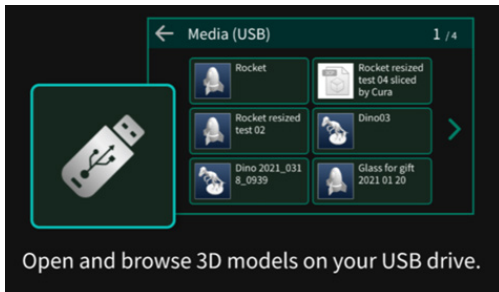 Media (USB)
1 /4
Rocket
Rocket resized
test 04 sliced
by Cura
Rocket resized
test 02
Dino03
Dino 2021_031
8_0939
Glass for gift
2021 01 20
Open and browse 3D models on your USB drive.